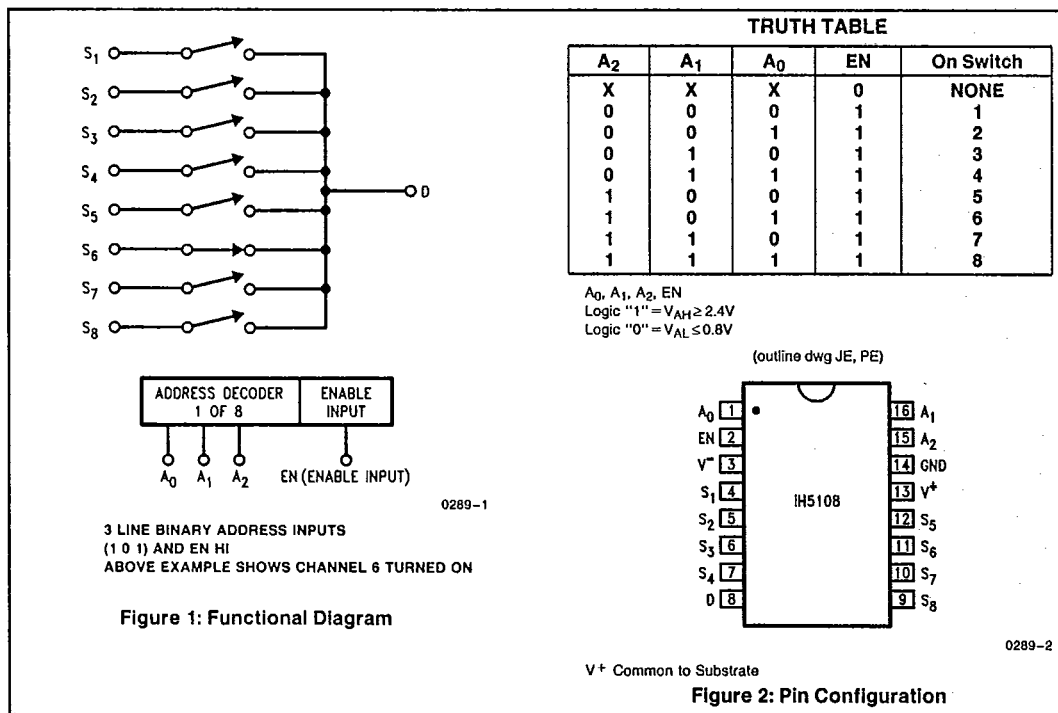 S1
S2
S3
S4
S5
S6
S7
S8
D
ADDRESS DECODER
1 OF 8
ENABLE
INPUT
A0 A1 A2 EN (ENABLE INPUT)
0289-1
3 LINE BINARY ADDRESS INPUTS
(1 0 1) AND EN HI
ABOVE EXAMPLE SHOWS CHANNEL 6 TURNED ON
Figure 1: Functional Diagram
TRUTH TABLE
A2 A1 A0 EN On Switch
X X X 0 NONE
0 0 0 1 1
0 0 1 1 2
0 1 0 1 3
0 1 1 1 4
1 0 0 1 5
1 0 1 1 6
1 1 0 1 7
1 1 1 1 8
A0, A1, A2, EN
Logic "1" = VAH ≥ 2.4V
Logic "0" = VAL ≤ 0.8V
(outline dwg JE, PE)
A0 1 16 A1
EN 2 15 A2
V- 3 14 GND
S1 4 13 V+
IH5108
S2 5 12 S5
S3 6 11 S6
S4 7 10 S7
D 8 9 S8
0289-2
V+ Common to Substrate
Figure 2: Pin Configuration